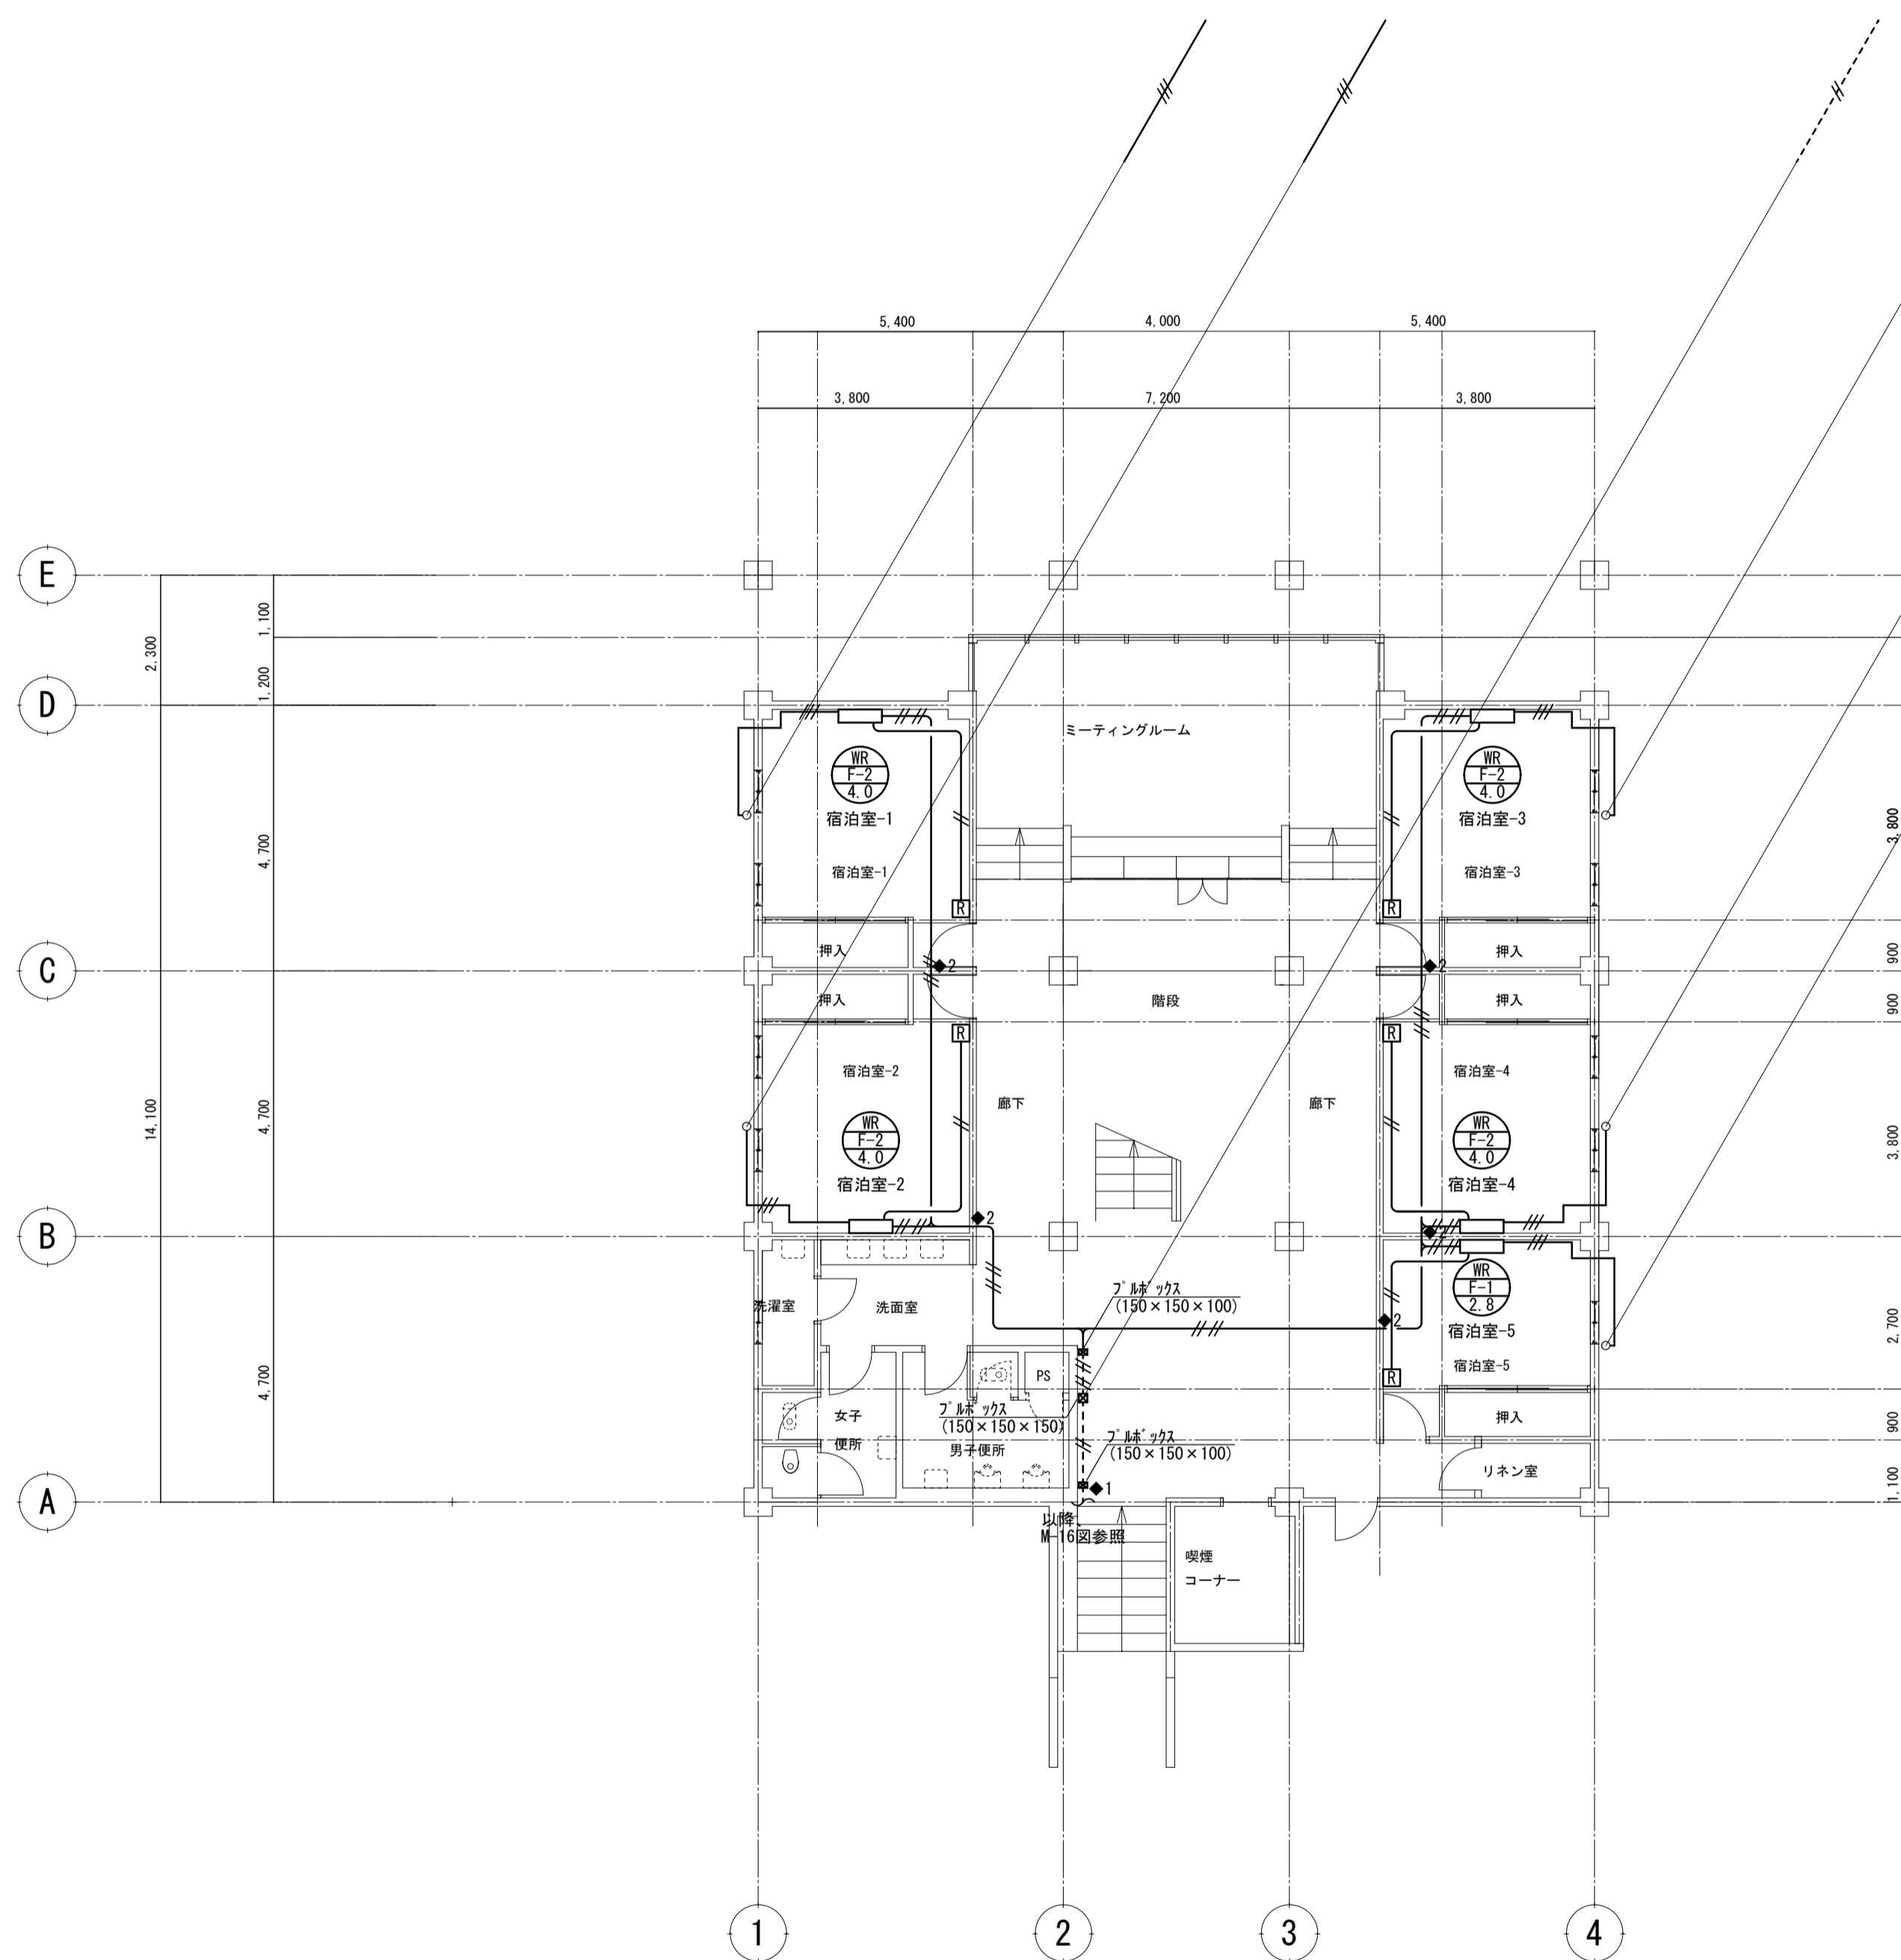 5,400
4,000
5,400
3,800
7,200
3,800
E
1,100
2,300
1,200
D
ミーティングルーム
WR
F-2
4.0
宿泊室-1
WR
F-2
4.0
宿泊室-3
4,700
3,800
宿泊室-1
宿泊室-3
R
R
押入
押入
900
C
◆2
◆2
押入
階段
押入
900
R
R
宿泊室-2
宿泊室-4
14,100
4,700
廊下
廊下
WR
F-2
4.0
宿泊室-2
WR
F-2
4.0
宿泊室-4
3,800
B
◆2
◆2
WR
F-1
2.8
宿泊室-5
プルボックス
(150×150×100)
洗濯室
洗面室
◆2
2,700
宿泊室-5
PS
R
4,700
プルボックス
(150×150×150)
女子
便所
男子便所
プルボックス
(150×150×100)
押入
900
リネン室
◆1
1,100
A
以降、
M-16図参照
喫煙
コーナー
1
2
3
4